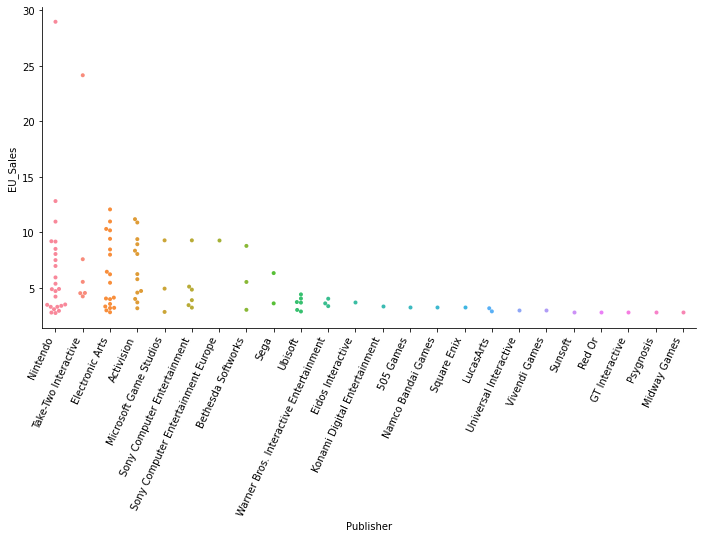 30
25
20
15
10
5
EU_Sales
Nintendo
Take-Two Interactive
Electronic Arts
Activision
Microsoft Game Studios
Sony Computer Entertainment
Sony Computer Entertainment Europe
Bethesda Softworks
Sega
Ubisoft
Warner Bros. Interactive Entertainment
Eidos Interactive
Konami Digital Entertainment
505 Games
Namco Bandai Games
Square Enix
LucasArts
Universal Interactive
Vivendi Games
Sunsoft
Red Or
GT Interactive
Psygnosis
Midway Games
Publisher